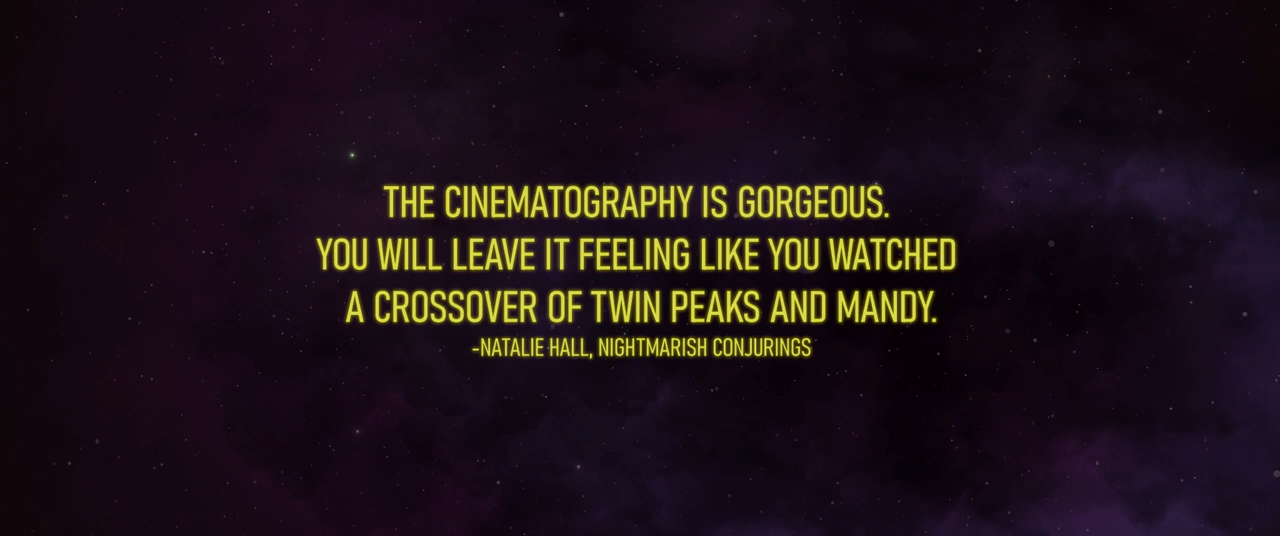 THE CINEMATOGRAPHY IS GORGEOUS.
YOU WILL LEAVE IT FEELING LIKE YOU WATCHED
A CROSSOVER OF TWIN PEAKS AND MANDY.
-NATALIE HALL, NIGHTMARISH CONJURINGS